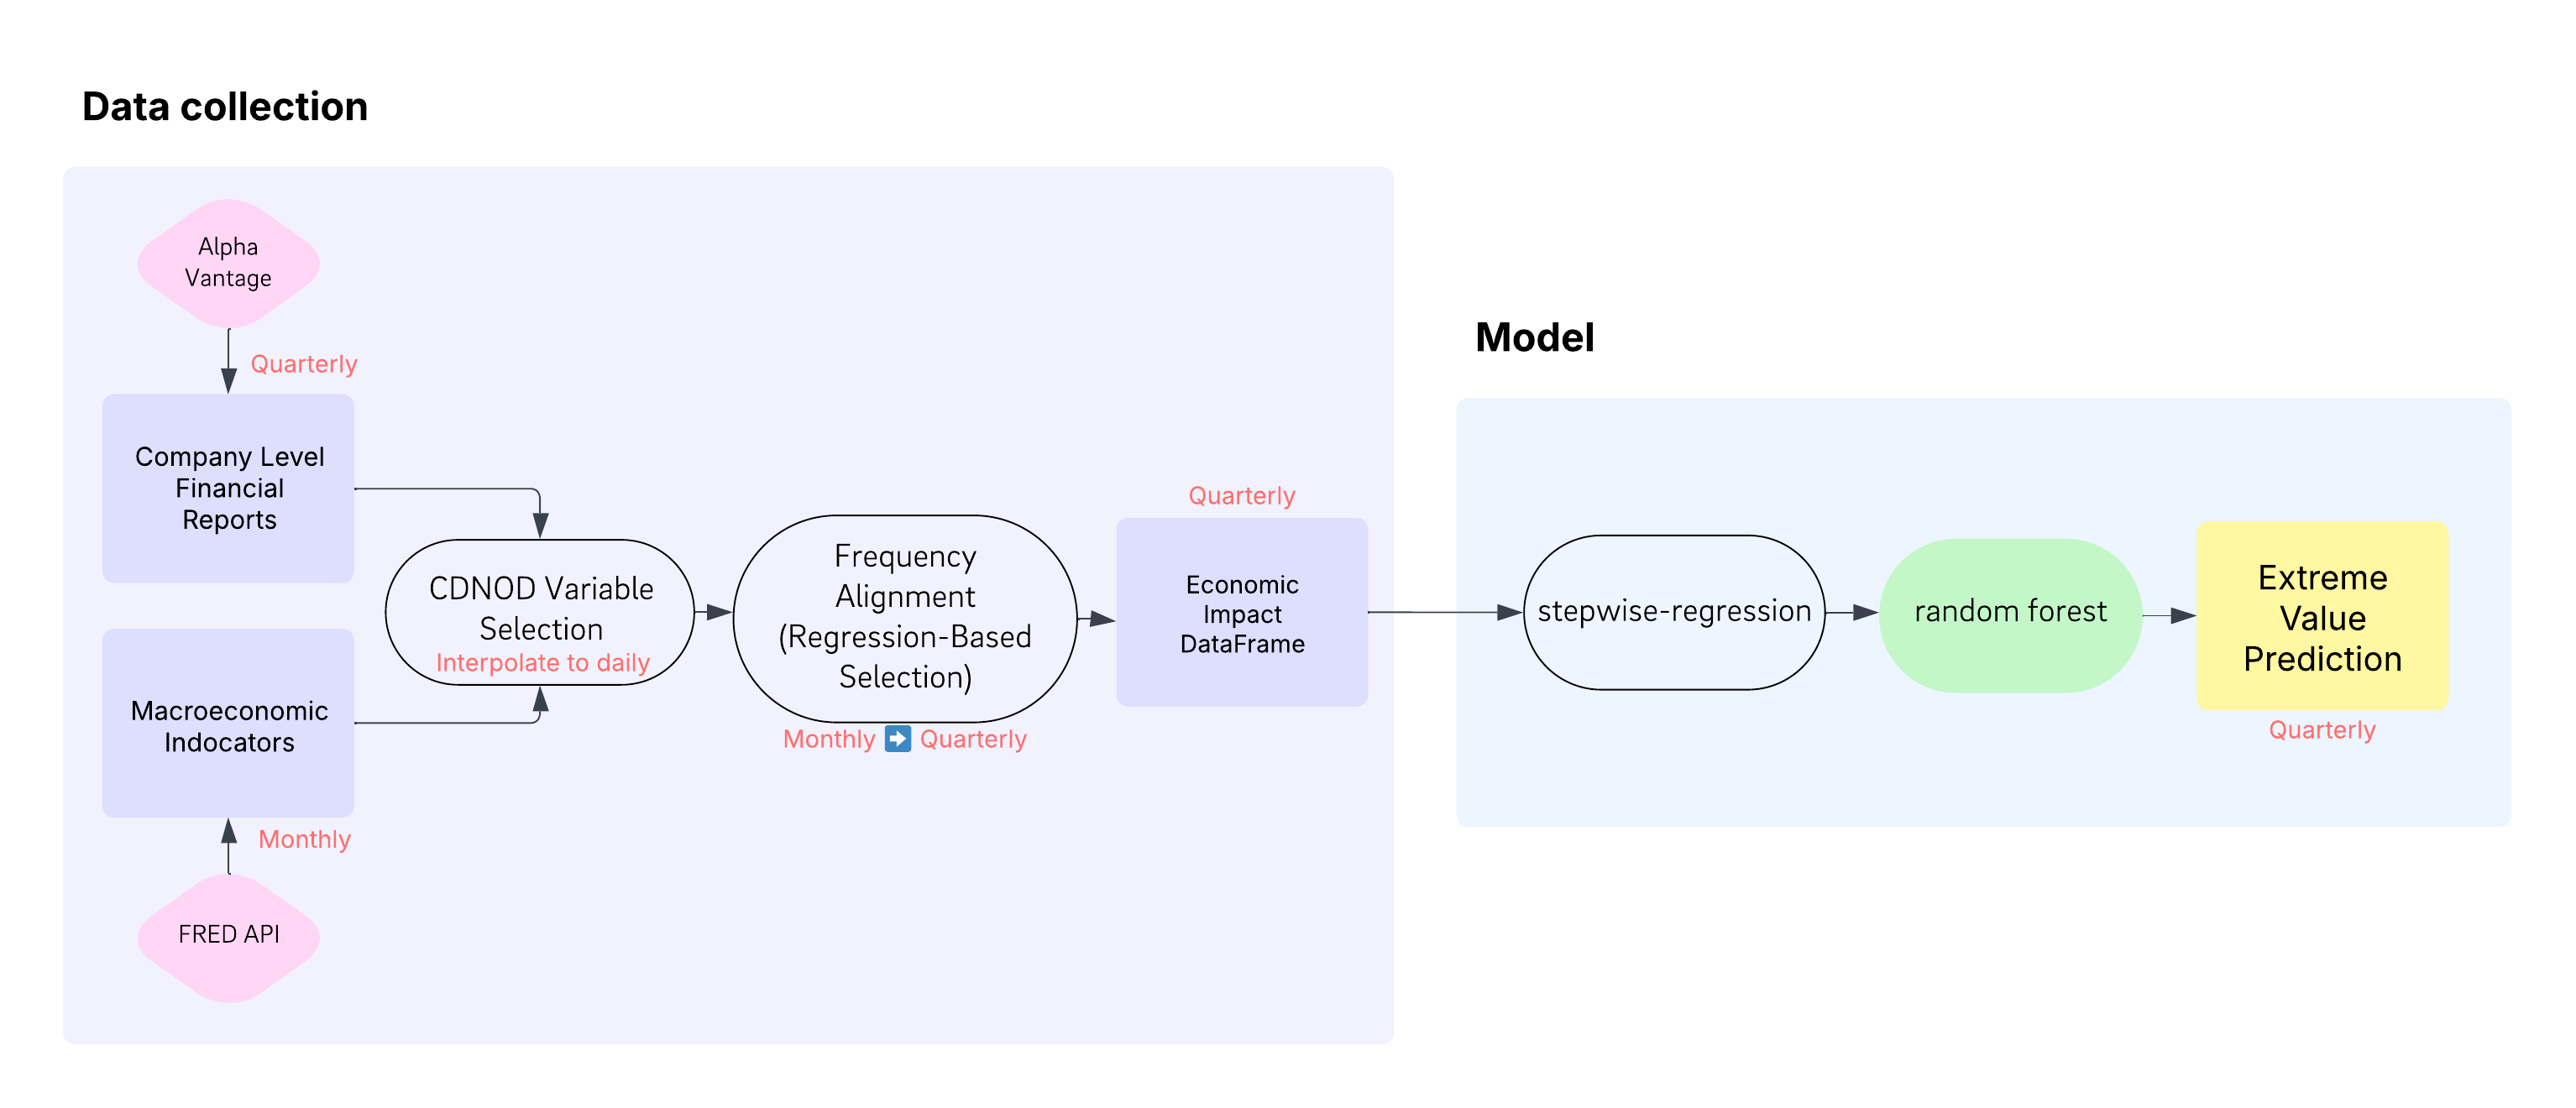 Data collection
Alpha
Vantage
Quarterly
Company Level
Financial
Reports
Macroeconomic
Indocators
Monthly
FRED API
CDNOD Variable
Selection
Interpolate to daily
Frequency
Alignment
(Regression-Based
Selection)
Monthly ➡️ Quarterly
Quarterly
Economic
Impact
DataFrame
Model
stepwise-regression
random forest
Extreme
Value
Prediction
Quarterly